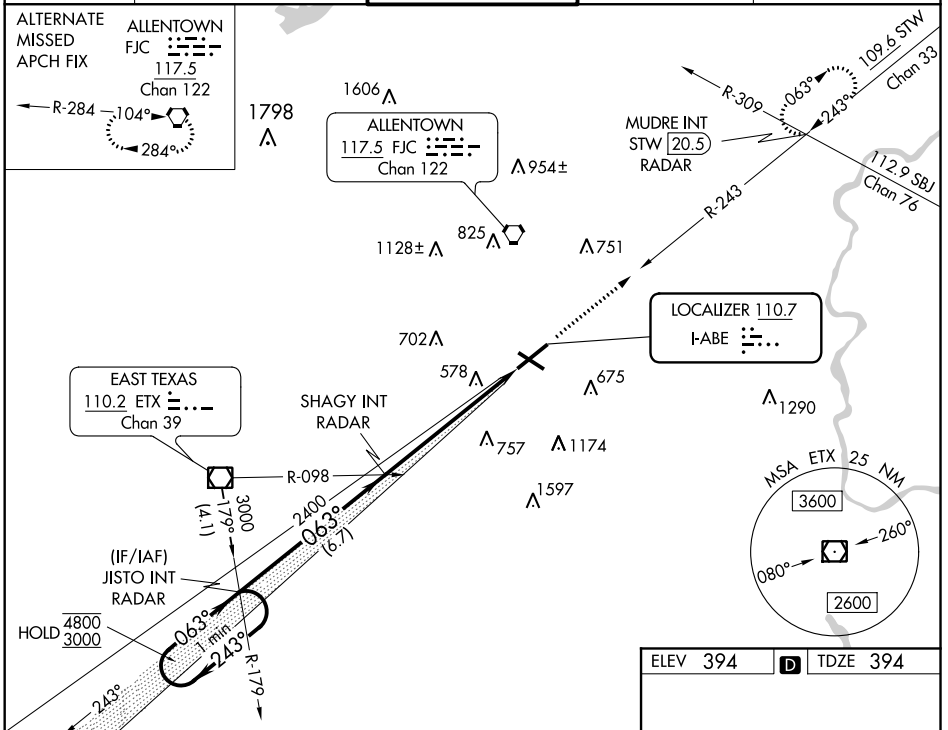 ALTERNATE
MISSED
APCH FIX
ALLENTOWN
FJC
117.5
Chan 122
R-284
104°
284°
1798
1606
ALLENTOWN
117.5 FJC
Chan 122
954±
825
1128±
751
MUDRE INT
STW 20.5
RADAR
R-309
063°
243°
109.6 STW
Chan 33
112.9 SBJ
Chan 76
R-243
LOCALIZER 110.7
I-ABE
702
578
675
1290
757
1174
1597
EAST TEXAS
110.2 ETX
Chan 39
SHAGY INT
RADAR
R-098
3000
179°
(4.1)
2400
063°
(6.7)
(IF/IAF)
JISTO INT
RADAR
HOLD 4800
3000
063°
1 min
243°
R-179
243°
MSA ETX 25 NM
3600
260°
080°
2600
ELEV 394 D TDZE 394